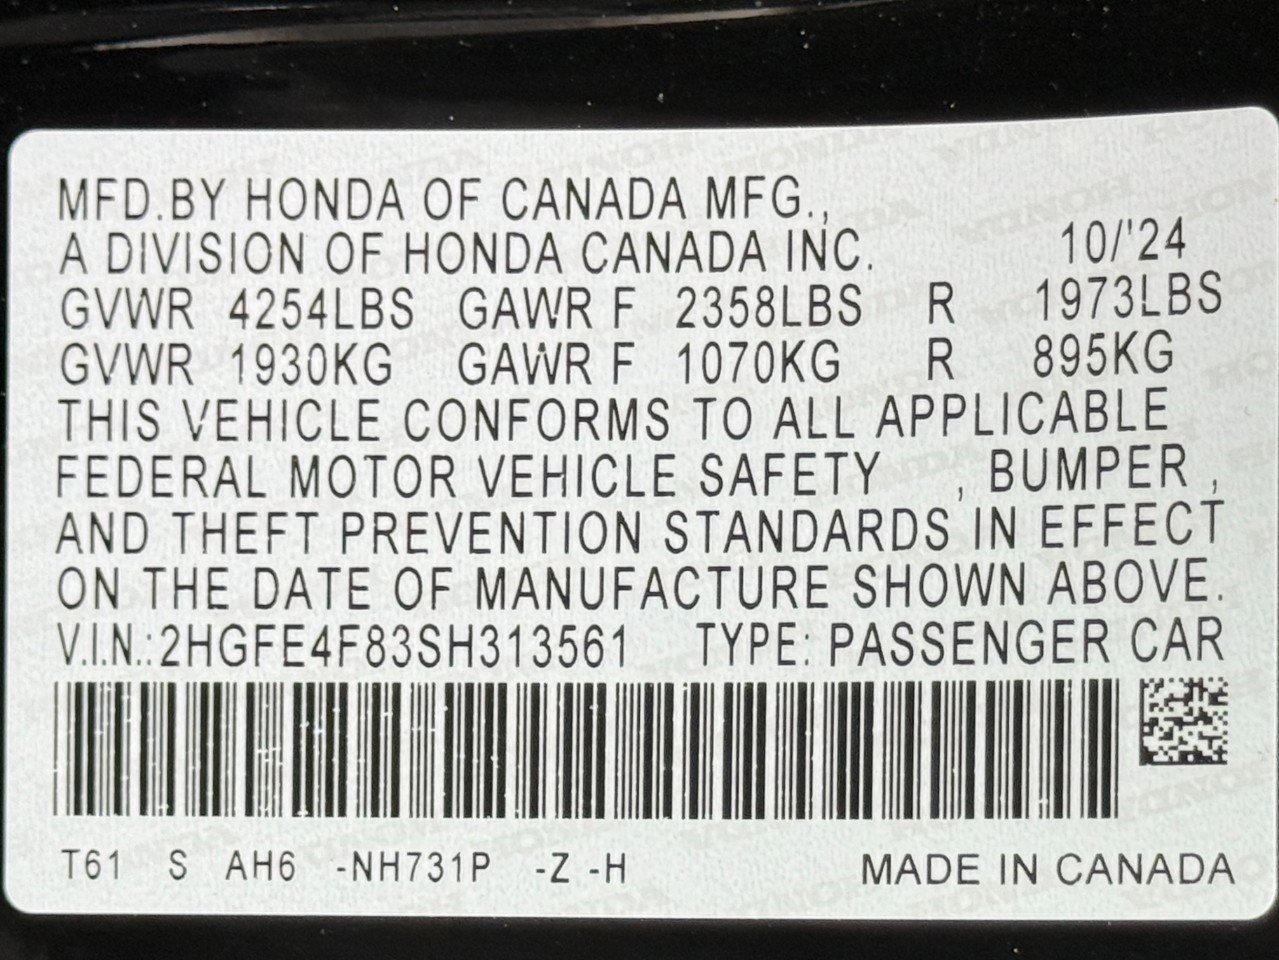 MFD.BY HONDA OF CANADA MFG.,
A DIVISION OF HONDA CANADA INC. 10/'24
GVWR 4254LBS GAWR F 2358LBS R 1973LBS
GVWR 1930KG GAWR F 1070KG R 895KG
THIS VEHICLE CONFORMS TO ALL APPLICABLE
FEDERAL MOTOR VEHICLE SAFETY , BUMPER ,
AND THEFT PREVENTION STANDARDS IN EFFECT
ON THE DATE OF MANUFACTURE SHOWN ABOVE.
V.I.N.:2HGFE4F83SH313561 TYPE: PASSENGER CAR
T61 S AH6 -NH731P -Z -H MADE IN CANADA